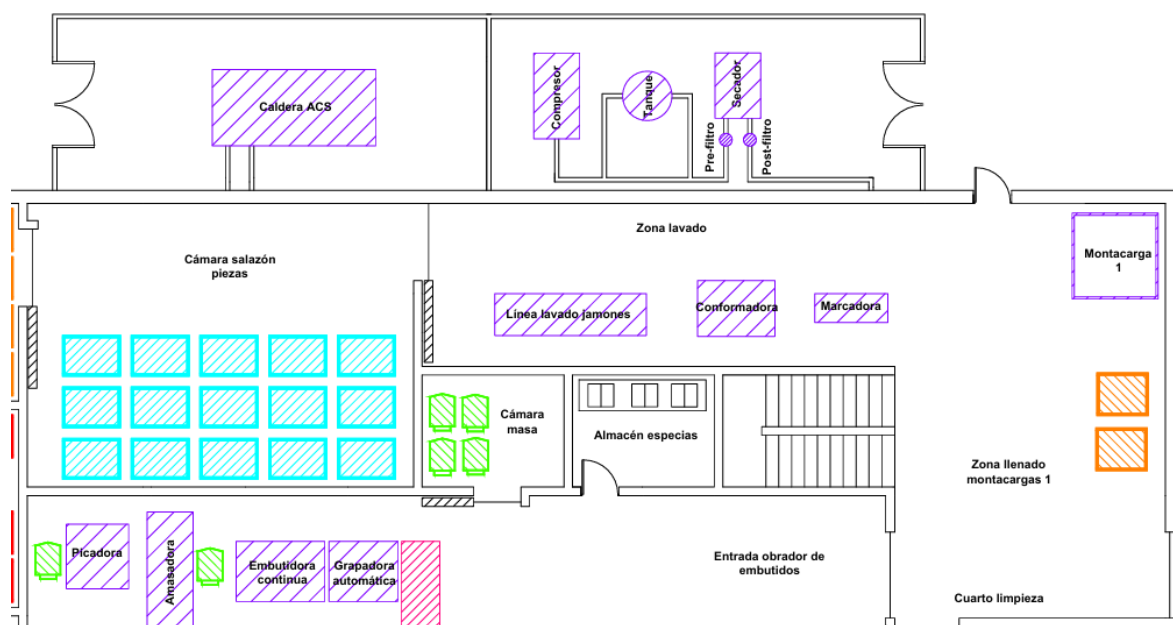 Caldera ACS
Compresor
Tanque
Secador
Pre-filtro
Post-filtro
Zona lavado
Cámara salazón
piezas
Montacarga
1
Línea lavado jamones
Conformadora
Marcadora
Cámara
masa
Almacén especias
Zona llenado
montacargas 1
Picadora
Amasadora
Embutidora
continua
Grapadora
automática
Entrada obrador de
embutidos
Cuarto limpieza